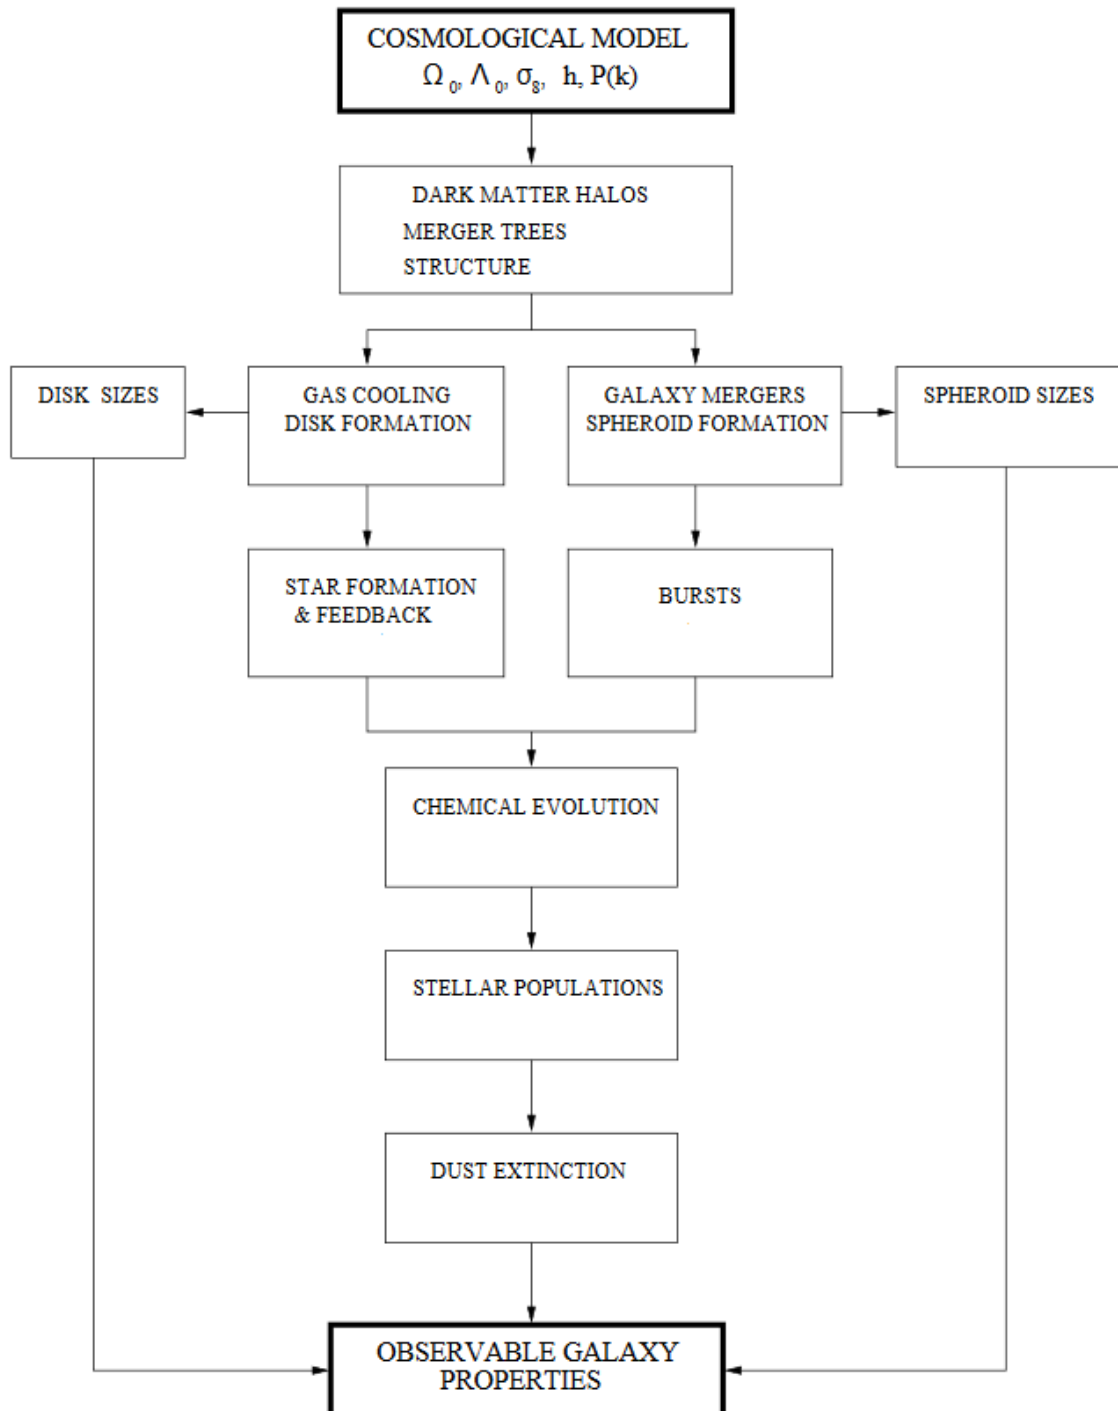 COSMOLOGICAL MODEL
Ω₀, Λ₀, σ₈, h, P(k)
DARK MATTER HALOS
MERGER TREES
STRUCTURE
DISK SIZES
GAS COOLING
DISK FORMATION
GALAXY MERGERS
SPHEROID FORMATION
SPHEROID SIZES
STAR FORMATION
& FEEDBACK
BURSTS
CHEMICAL EVOLUTION
STELLAR POPULATIONS
DUST EXTINCTION
OBSERVABLE GALAXY
PROPERTIES